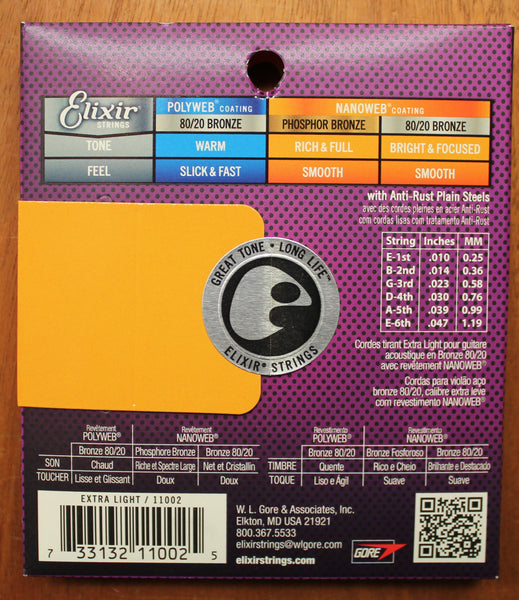 Elixir® STRINGS
POLYWEB® COATING NANOWEB® COATING
80/20 BRONZE PHOSPHOR BRONZE 80/20 BRONZE
TONE WARM RICH & FULL BRIGHT & FOCUSED
FEEL SLICK & FAST SMOOTH SMOOTH
with Anti-Rust Plain Steels
avec des cordes pleines en acier Anti-Rust
com cordas lisas com tratamento Anti-Rust
String Inches MM
E-1st .010 0.25
B-2nd .014 0.36
G-3rd .023 0.58
D-4th .030 0.76
A-5th .039 0.99
E-6th .047 1.19
GREAT TONE • LONG LIFE™
ELIXIR® STRINGS
Cordes tirant Extra Light pour guitare
acoustique en Bronze 80/20
avec revêtement NANOWEB®
Cordas para violão aço
bronze 80/20, calibre extra leve
com revestimento NANOWEB®
Revêtement POLYWEB® Revêtement NANOWEB®
Bronze 80/20 Phosphore Bronze Bronze 80/20
SON Chaud Riche et Spectre Large Net et Cristallin
TOUCHER Lisse et Glissant Doux Doux
Revestimento POLYWEB® Revestimento NANOWEB®
Bronze 80/20 Bronze Fosforoso Bronze 80/20
TIMBRE Quente Rico e Cheio Brilhante e Destacado
TOQUE Liso e Ágil Suave Suave
EXTRA LIGHT / 11002
7 33132 11002 5
W. L. Gore & Associates, Inc.
Elkton, MD USA 21921
800.367.5533
elixirstrings@wlgore.com
elixirstrings.com
GORE